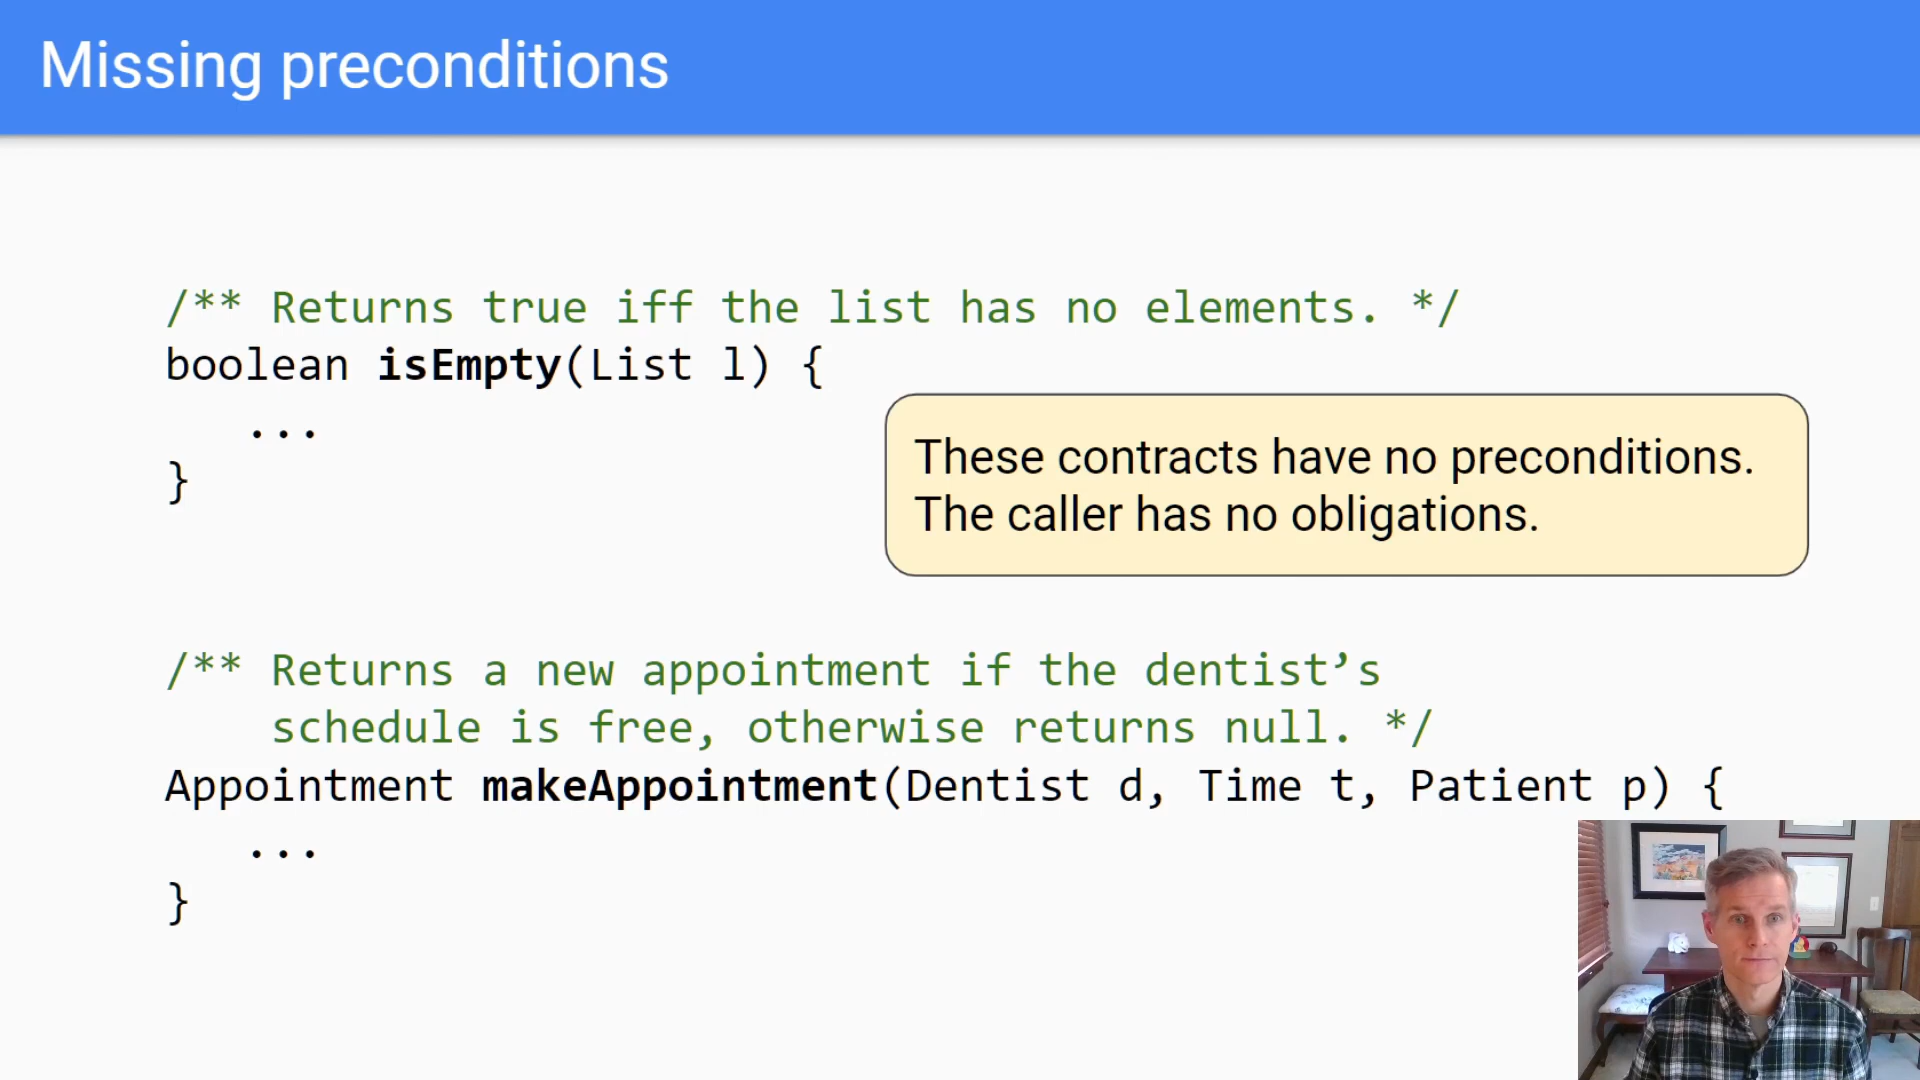 Missing preconditions
/** Returns true iff the list has no elements. */
boolean isEmpty(List l) {
...
}
These contracts have no preconditions.
The caller has no obligations.
/** Returns a new appointment if the dentist’s
schedule is free, otherwise returns null. */
Appointment makeAppointment(Dentist d, Time t, Patient p) {
...
}